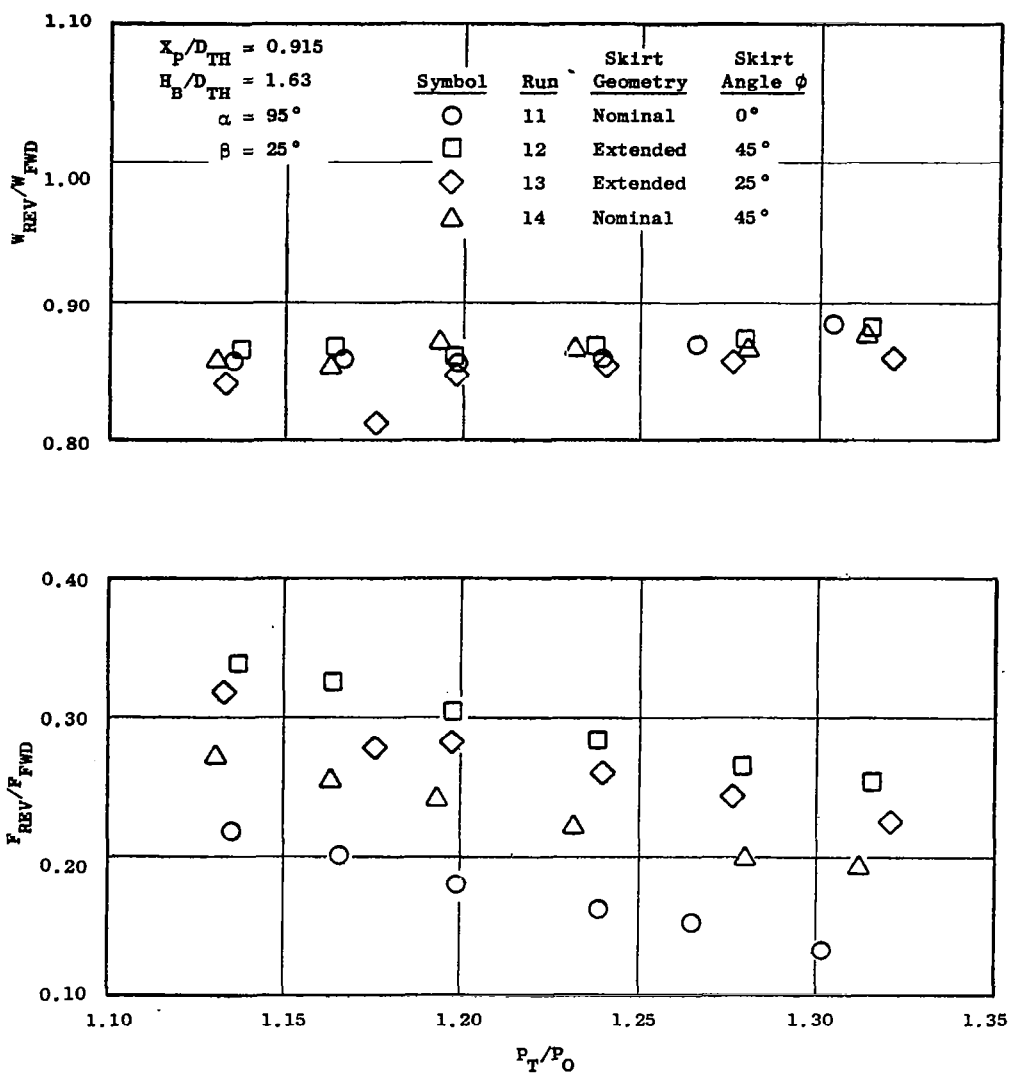 1.10
X_P/D_TH = 0.915
H_B/D_TH = 1.63
α = 95°
β = 25°
Symbol Run Skirt Geometry Skirt Angle ϕ
○ 11 Nominal 0°
□ 12 Extended 45°
◇ 13 Extended 25°
△ 14 Nominal 45°
1.00
0.90
0.80
W_REV/W_FWD
0.40
0.30
0.20
0.10
F_REV/F_FWD
1.10 1.15 1.20 1.25 1.30 1.35
P_T/P_O